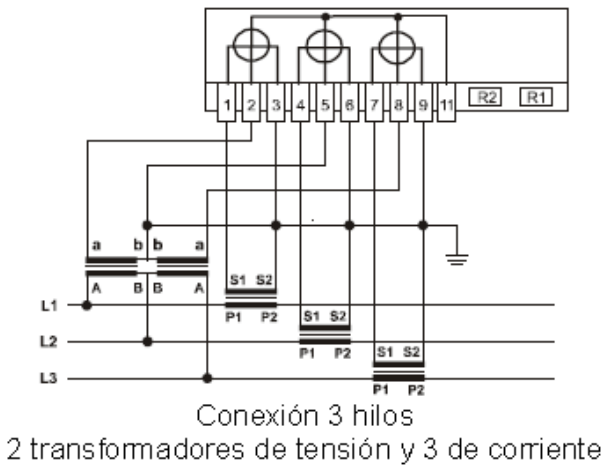 1 2 3 4 5 6 7 8 9 11 R2 R1
a b b a
A B B A
S1 S2
L1
P1 P2
S1 S2
L2
P1 P2
S1 S2
L3
P1 P2
Conexión 3 hilos
2 transformadores de tensión y 3 de corriente